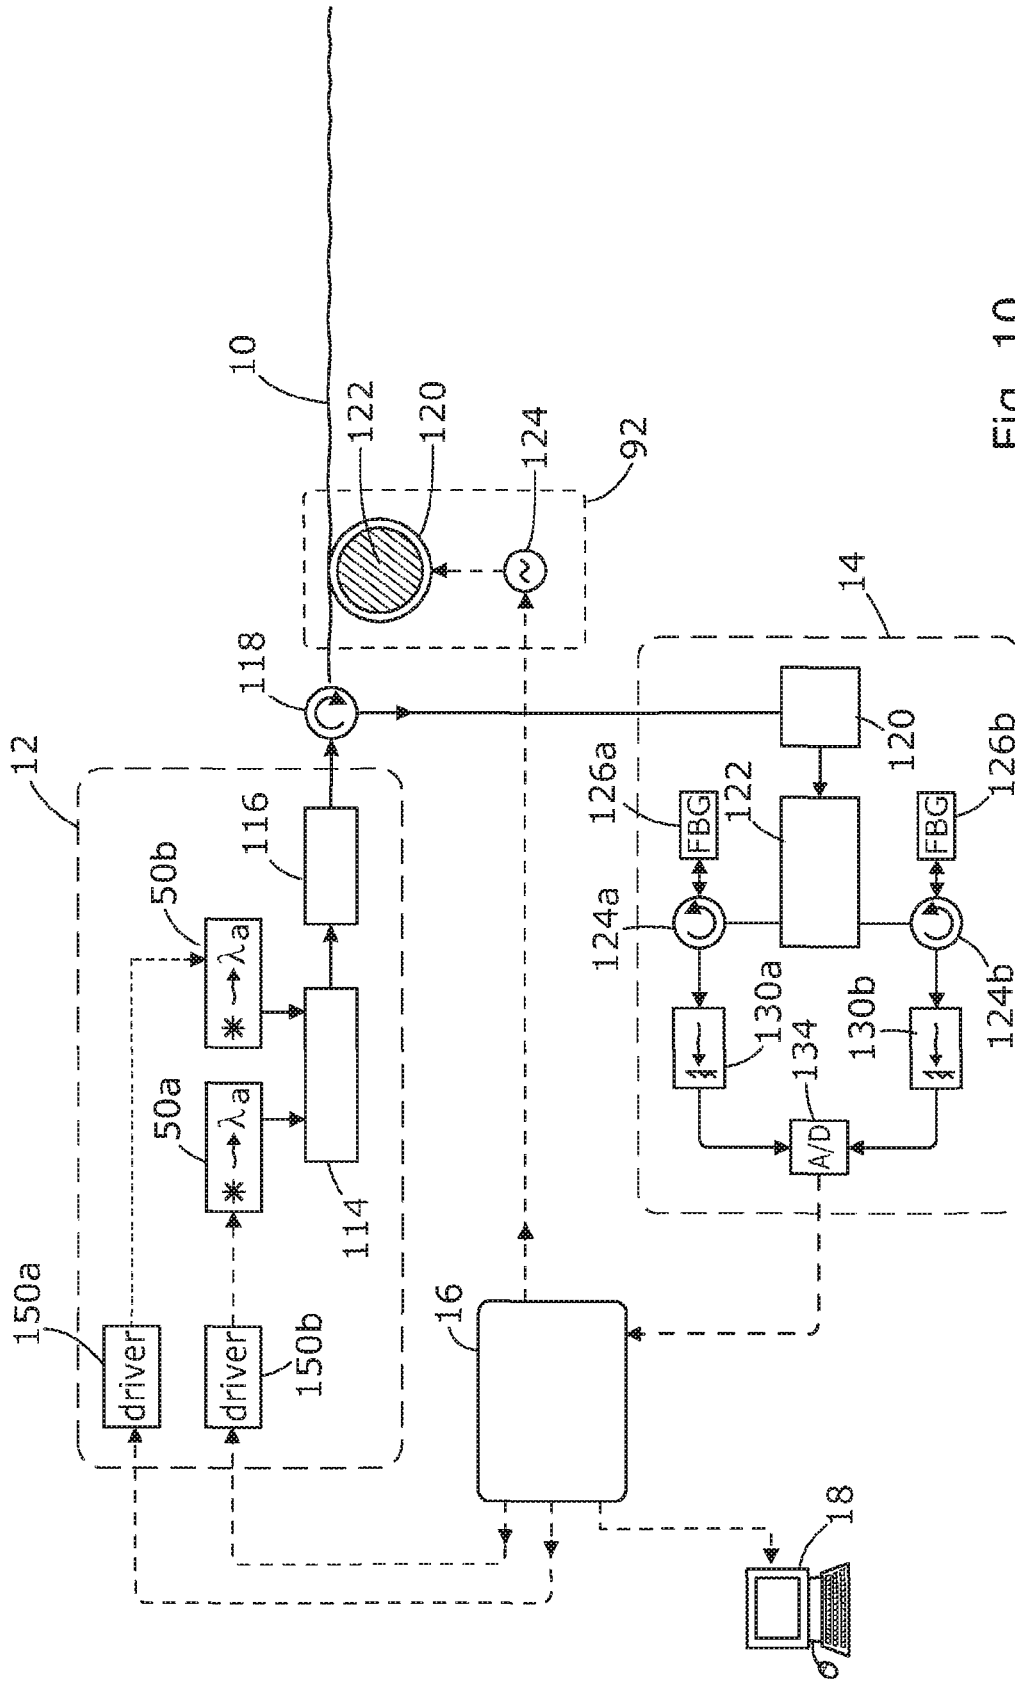 12
150a
driver
150b
driver
50a
* λa
50b
* λa
114
116
118
10
122
120
124
92
16
18
14
120
122
124a
126a
FBG
124b
126b
FBG
130a
130b
134
A/D
Fig. 10